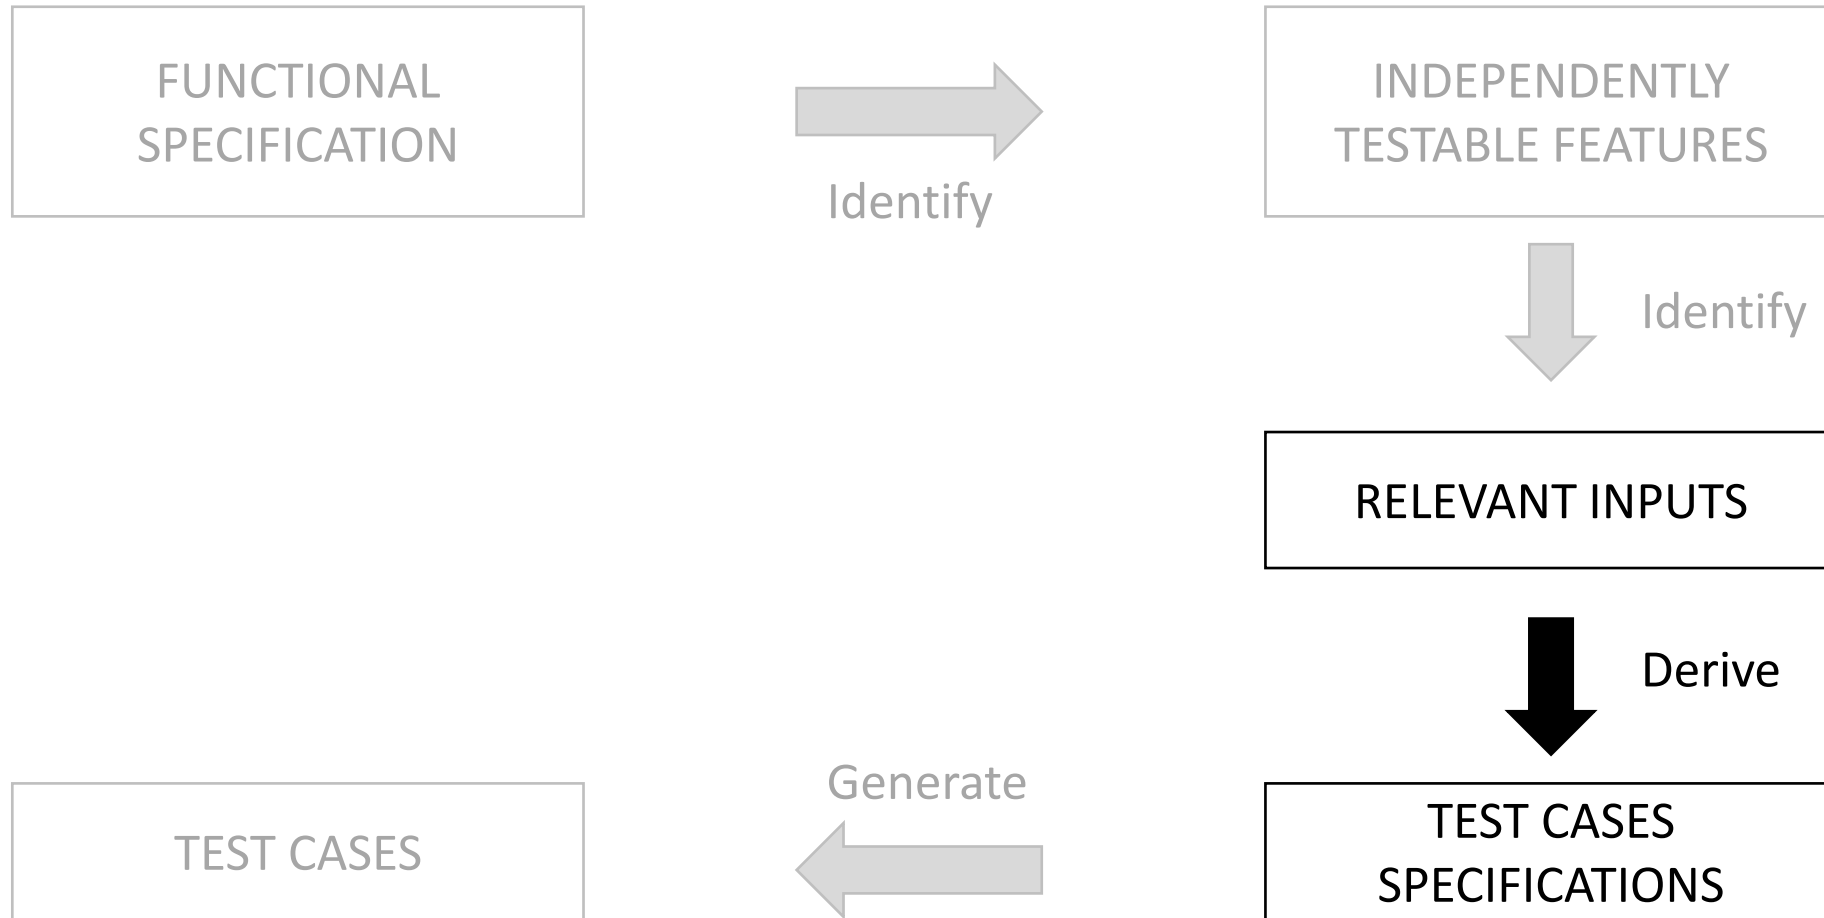 FUNCTIONAL
SPECIFICATION
Identify
INDEPENDENTLY
TESTABLE FEATURES
Identify
RELEVANT INPUTS
Derive
TEST CASES
SPECIFICATIONS
Generate
TEST CASES